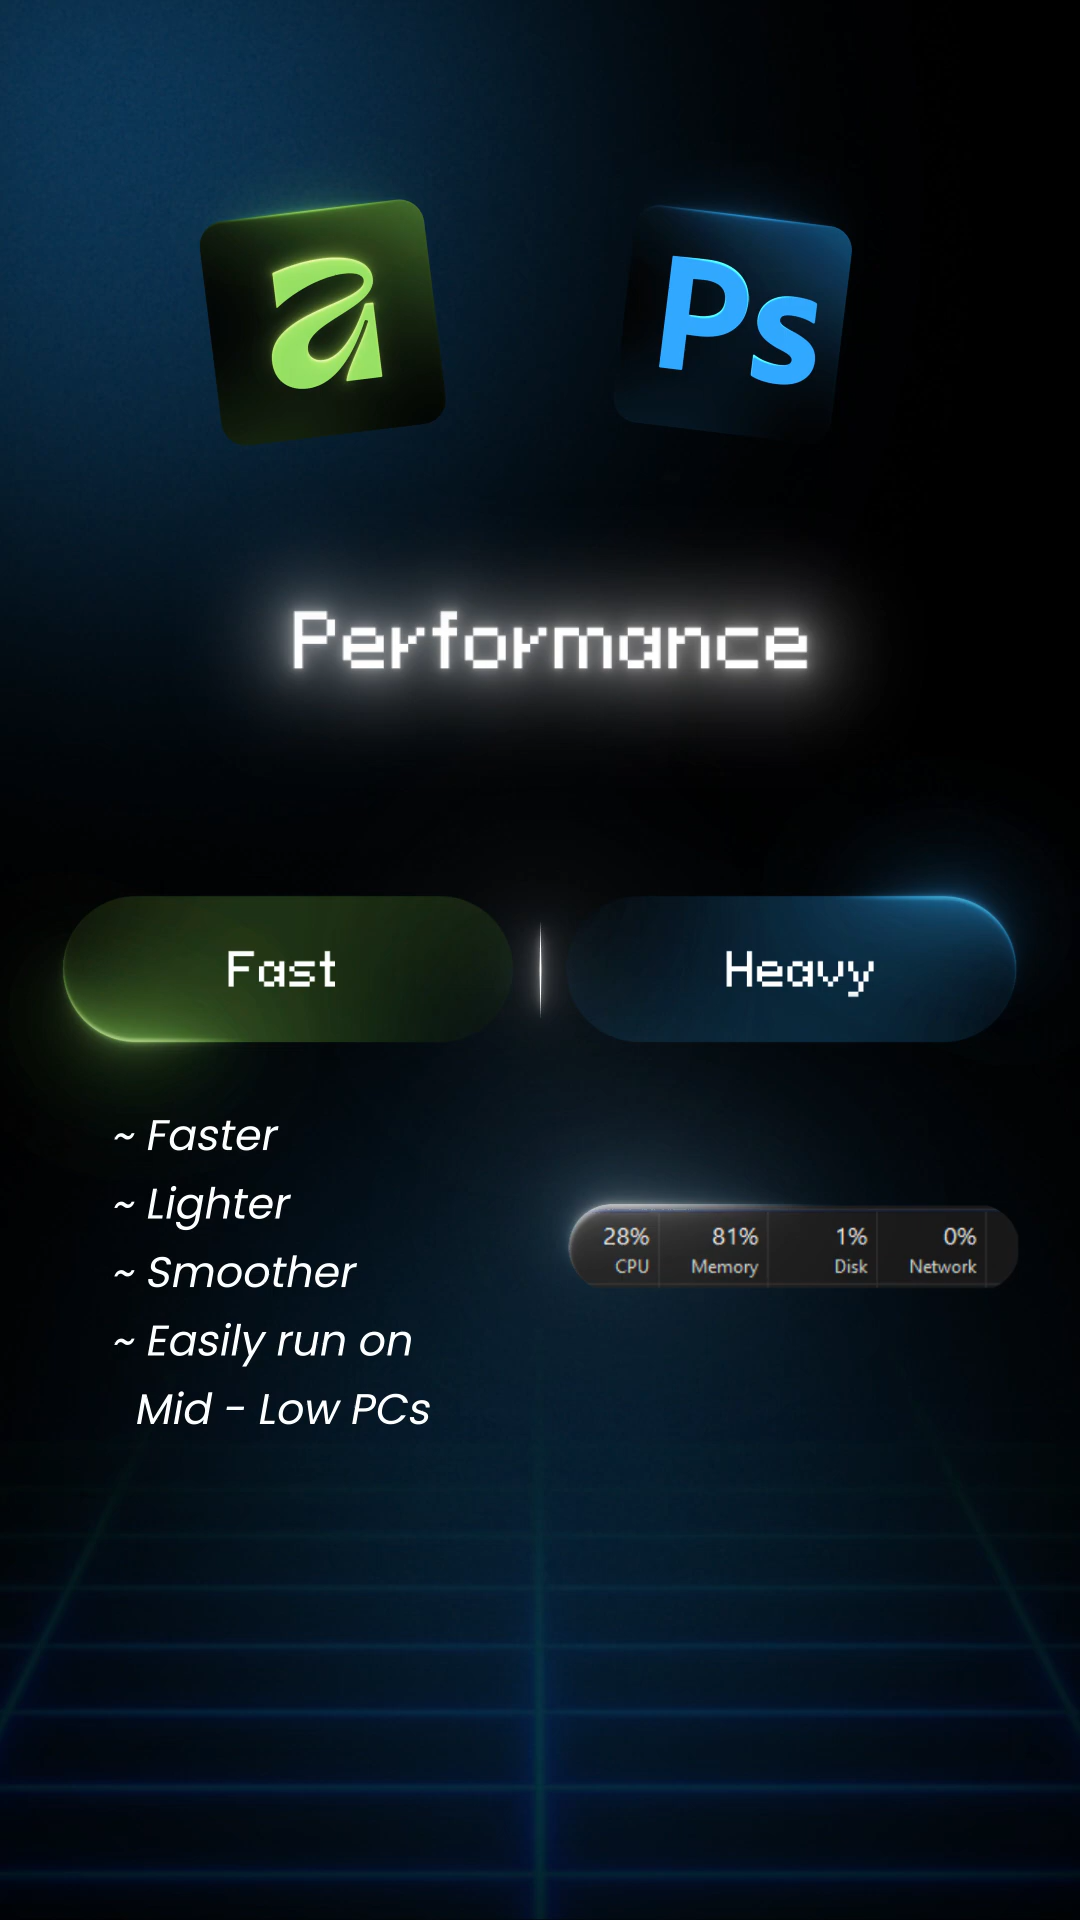 a
Ps
Performance
Fast
Heavy
~ Faster
~ Lighter
~ Smoother
~ Easily run on
Mid - Low PCs
28% 81% 1% 0%
CPU Memory Disk Network